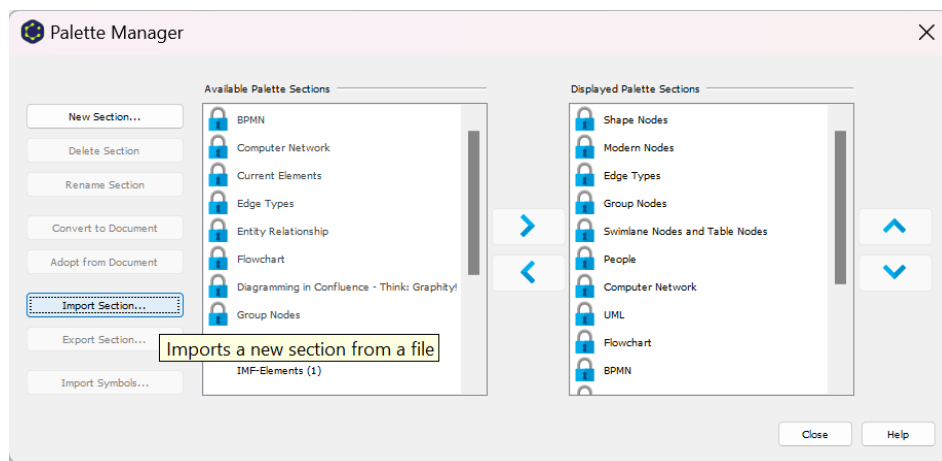 Palette Manager
Available Palette Sections
Displayed Palette Sections
New Section...
Delete Section
Rename Section
Convert to Document
Adopt from Document
Import Section...
Export Section...
Import Symbols...
BPMN
Computer Network
Current Elements
Edge Types
Entity Relationship
Flowchart
Diagramming in Confluence - Think: Graphity!
Group Nodes
IMF-Elements (1)
Imports a new section from a file
Shape Nodes
Modern Nodes
Edge Types
Group Nodes
Swimlane Nodes and Table Nodes
People
Computer Network
UML
Flowchart
BPMN
Close
Help